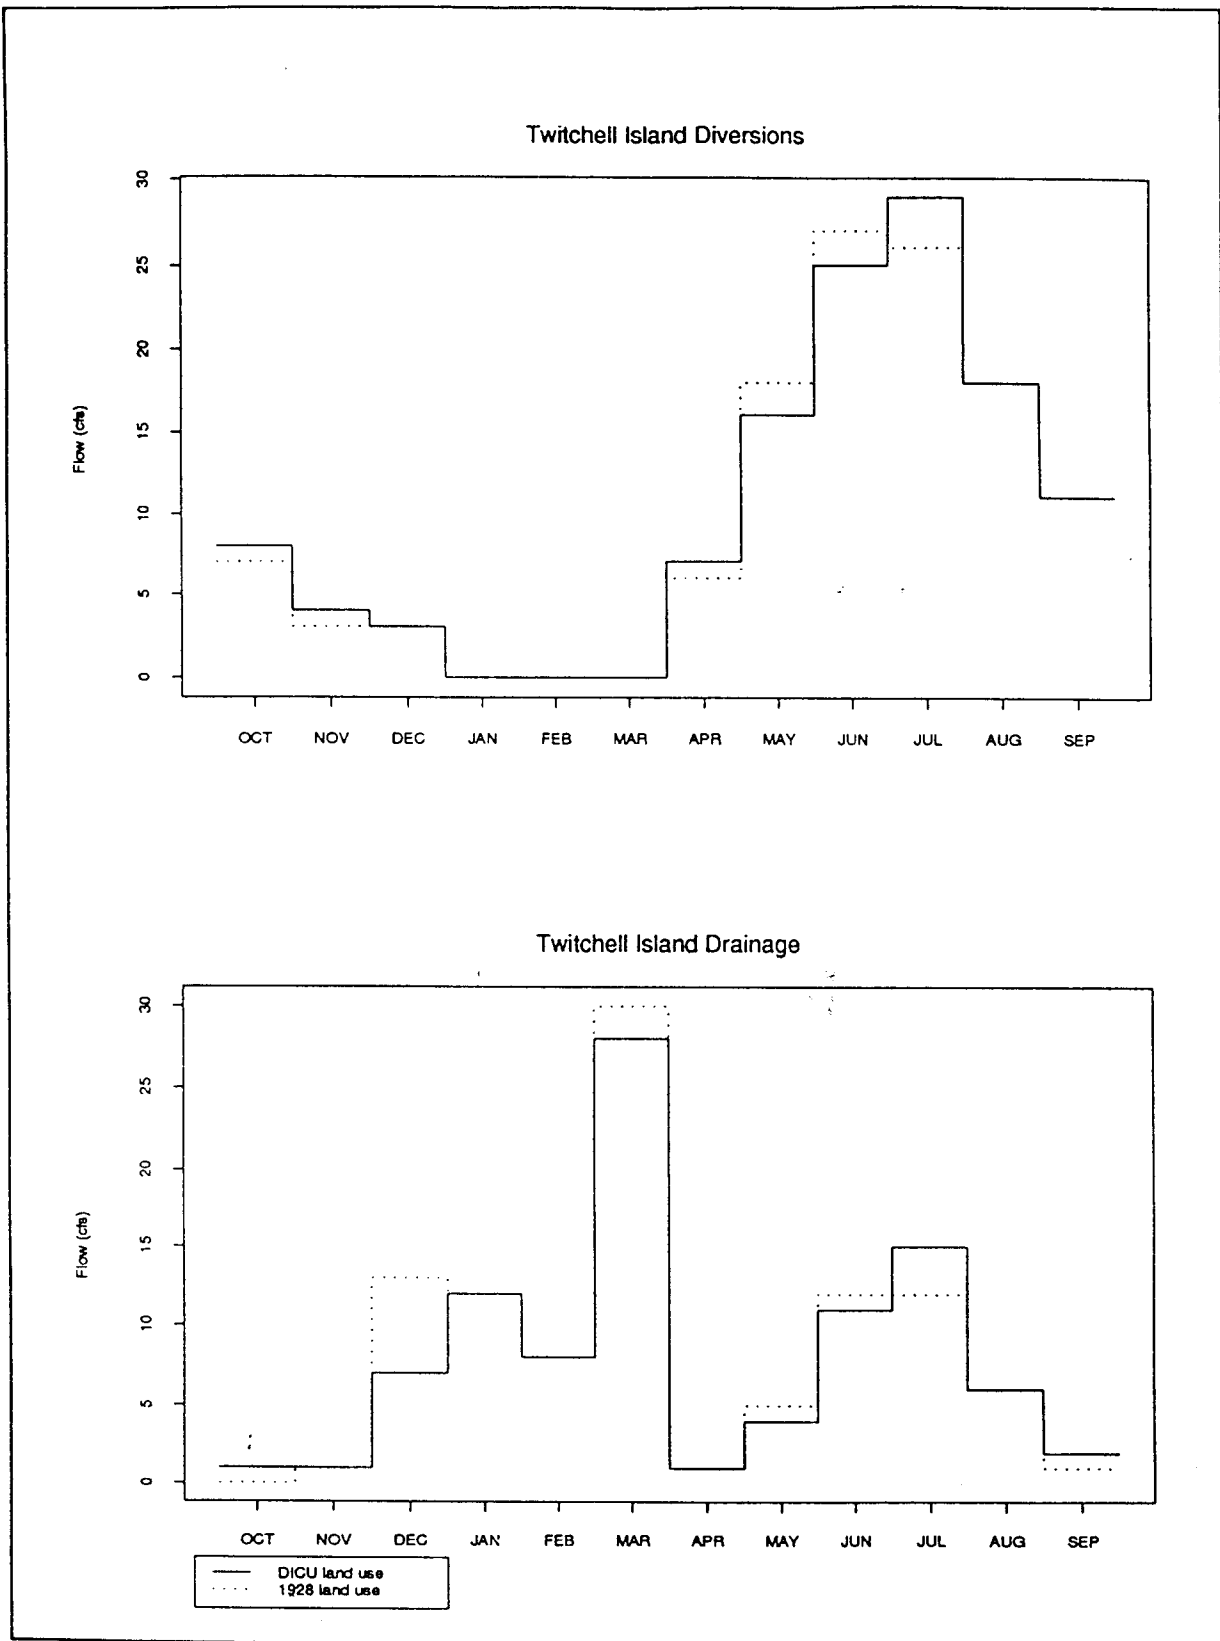 Twitchell Island Diversions
30
25
20
15
10
5
0
Flow (cfs)
OCT NOV DEC JAN FEB MAR APR MAY JUN JUL AUG SEP
Twitchell Island Drainage
30
25
20
15
10
5
0
Flow (cfs)
OCT NOV DEC JAN FEB MAR APR MAY JUN JUL AUG SEP
DICU land use
1928 land use